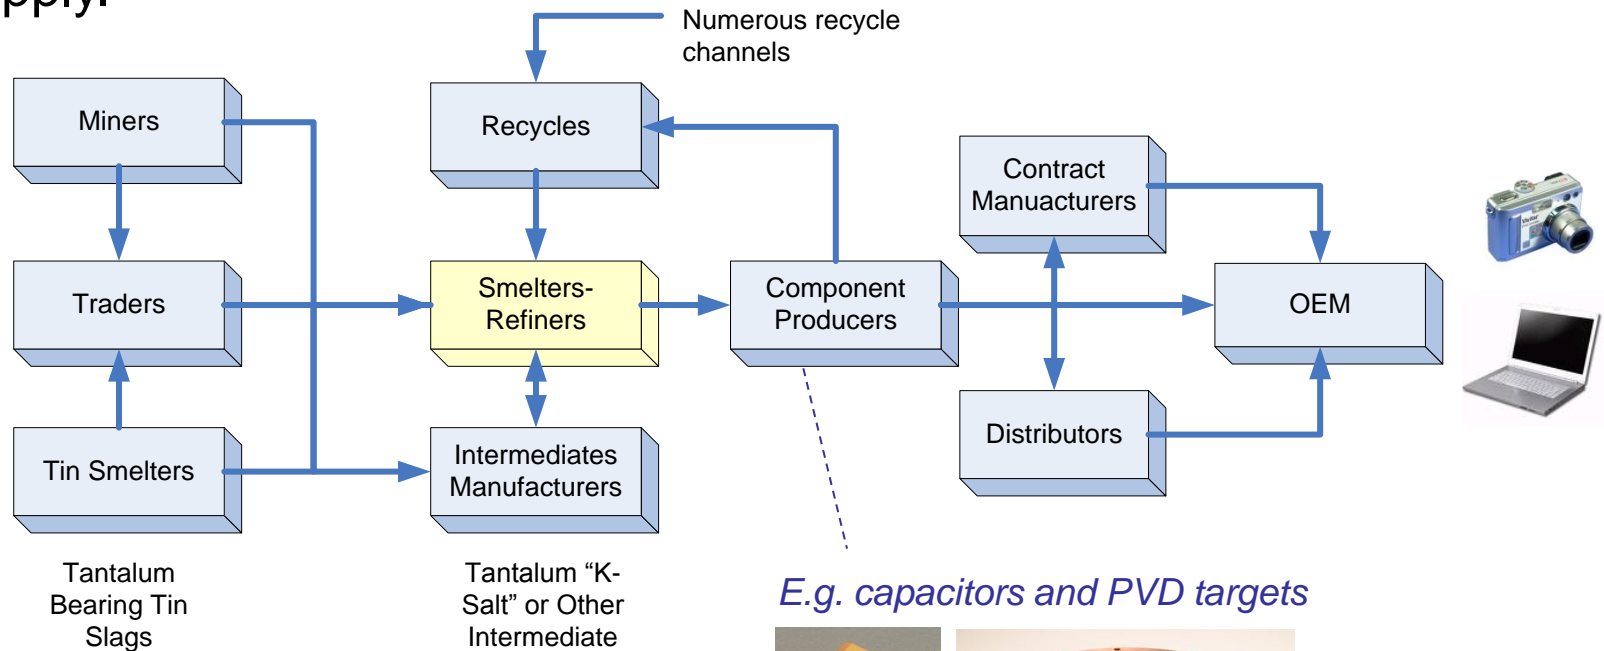 Numerous recycle
channels
Miners
Recycles
Contract
Manuacturers
Traders
Smelters-
Refiners
Component
Producers
OEM
Tin Smelters
Intermediates
Manufacturers
Distributors
Tantalum
Bearing Tin
Slags
Tantalum “K-
Salt” or Other
Intermediate
E.g. capacitors and PVD targets